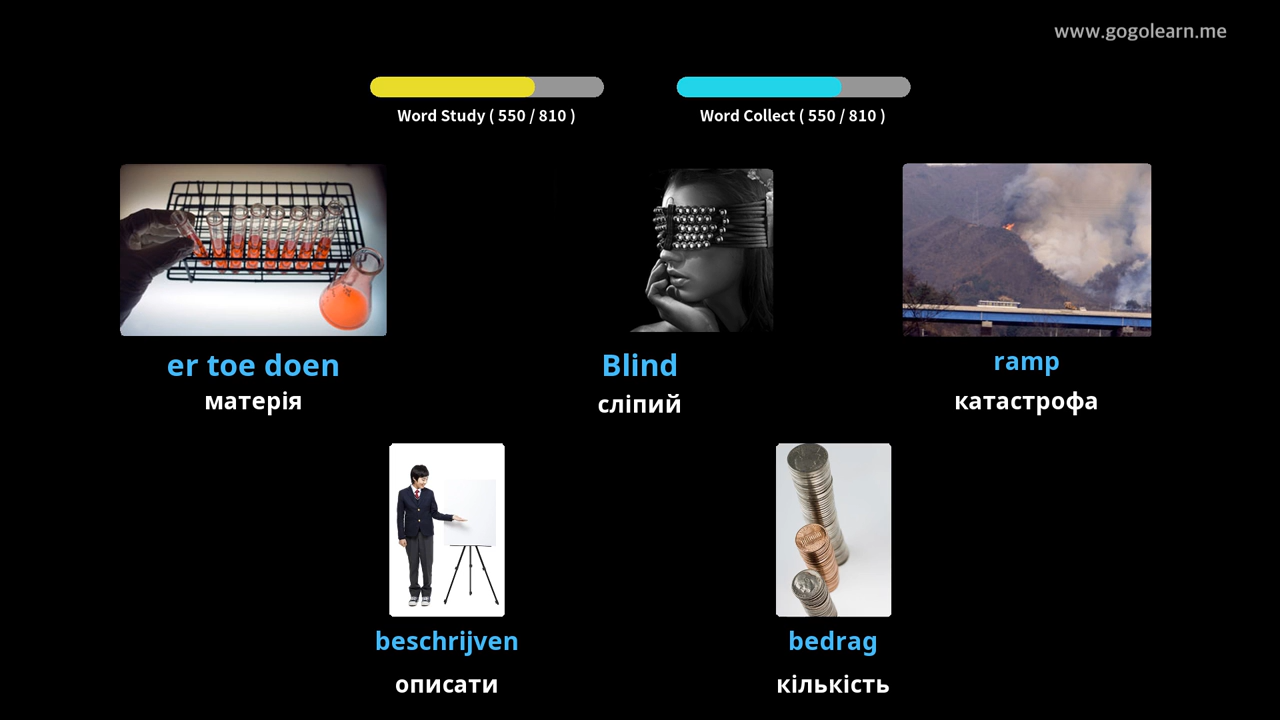 www.gogolearn.me
Word Study ( 550 / 810 )
Word Collect ( 550 / 810 )
er toe doen
матерія
Blind
сліпий
ramp
катастрофа
beschrijven
описати
bedrag
кількість